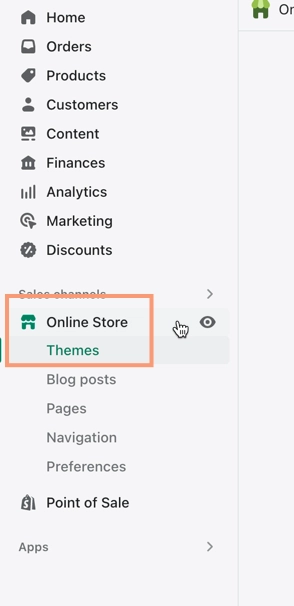 Home
On
Orders
Products
Customers
Content
Finances
Analytics
Marketing
Discounts
Sales channels
Online Store
Themes
Blog posts
Pages
Navigation
Preferences
Point of Sale
Apps